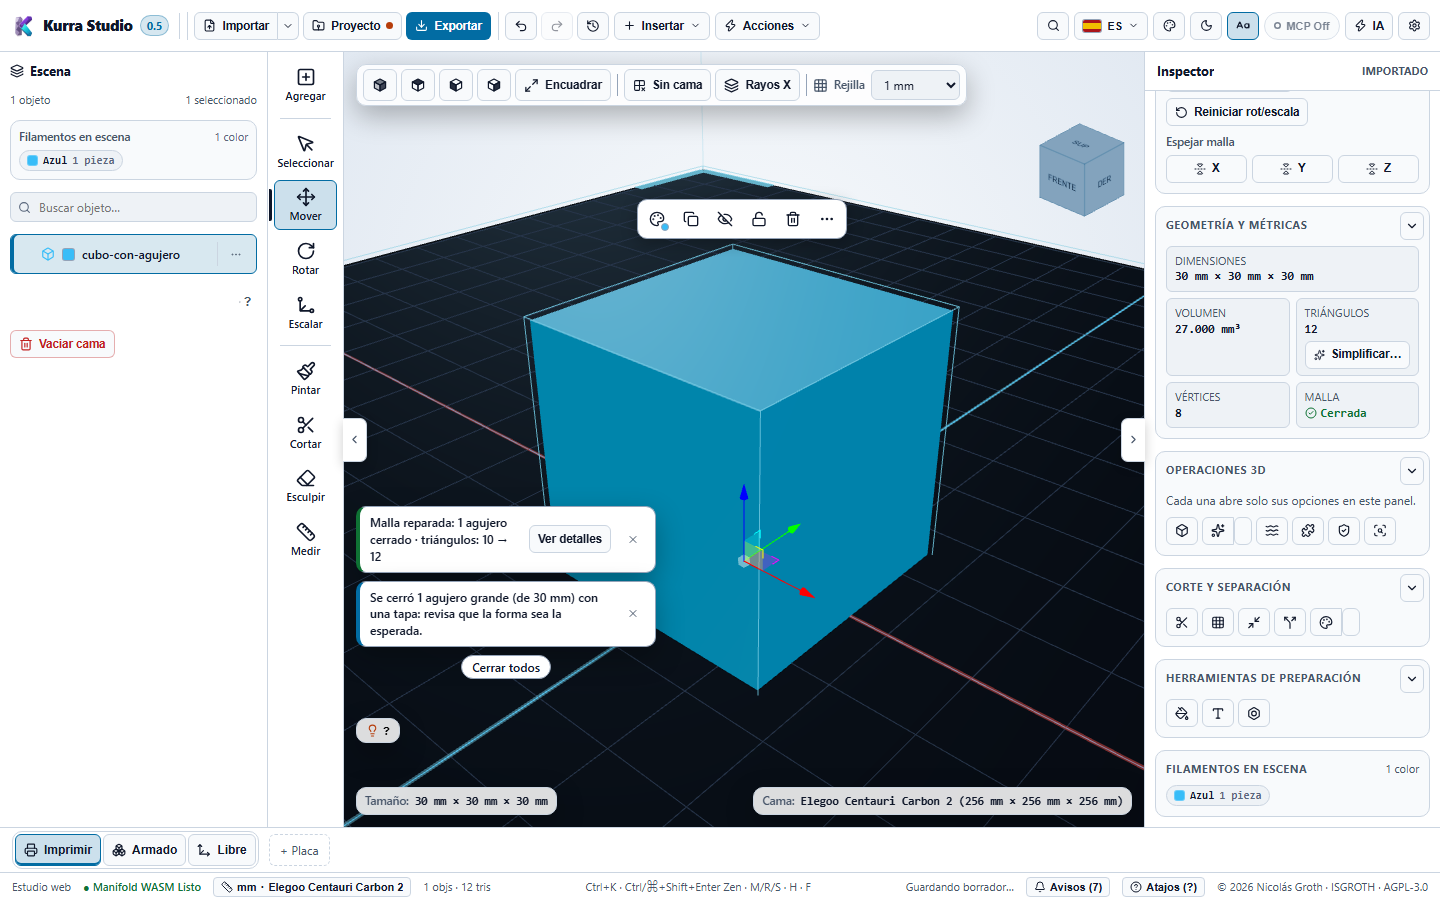 Kurra Studio 0.5
Importar
Proyecto
Exportar
Insertar
Acciones
ES
Aa
MCP Off
IA
Escena
1 objeto
1 seleccionado
Filamentos en escena
1 color
Azul 1 pieza
Buscar objeto...
cubo-con-agujero
?
Vaciar cama
Agregar
Seleccionar
Mover
Rotar
Escalar
Pintar
Cortar
Esculpir
Medir
Encuadrar
Sin cama
Rayos X
Rejilla
1 mm
SUP
FRENTE
DER
Malla reparada: 1 agujero
cerrado · triángulos: 10 →
12
Ver detalles
Se cerró 1 agujero grande (de 30 mm) con
una tapa: revisa que la forma sea la
esperada.
Cerrar todos
?
Tamaño: 30 mm × 30 mm × 30 mm
Cama: Elegoo Centauri Carbon 2 (256 mm × 256 mm × 256 mm)
Inspector
IMPORTADO
Reiniciar rot/escala
Espejar malla
X
Y
Z
GEOMETRÍA Y MÉTRICAS
DIMENSIONES
30 mm × 30 mm × 30 mm
VOLUMEN
27.000 mm³
TRIÁNGULOS
12
Simplificar...
VÉRTICES
8
MALLA
Cerrada
OPERACIONES 3D
Cada una abre solo sus opciones en este panel.
CORTE Y SEPARACIÓN
HERRAMIENTAS DE PREPARACIÓN
FILAMENTOS EN ESCENA
1 color
Azul 1 pieza
Imprimir
Armado
Libre
+ Placa
Estudio web
Manifold WASM Listo
mm · Elegoo Centauri Carbon 2
1 objs · 12 tris
Ctrl+K · Ctrl/⌘+Shift+Enter Zen · M/R/S · H · F
Guardando borrador...
Avisos (7)
Atajos (?)
© 2026 Nicolás Groth · ISGROTH · AGPL-3.0